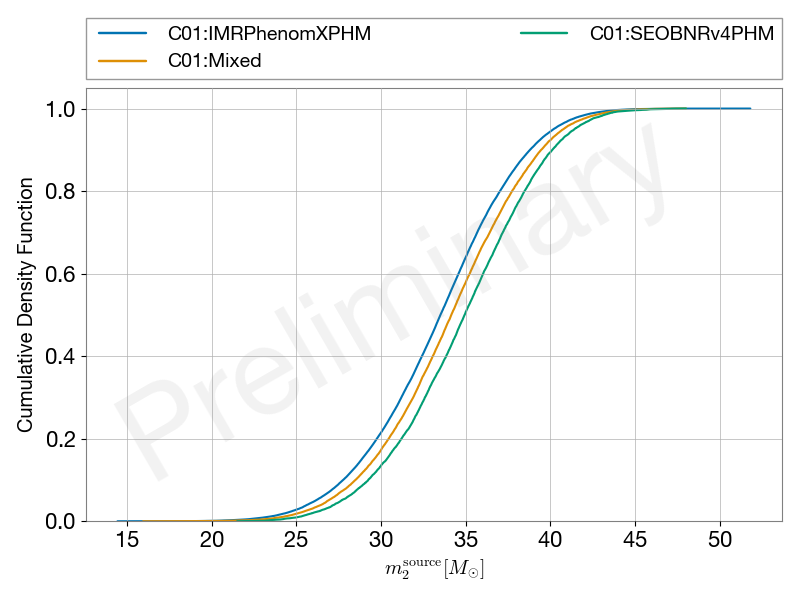 C01:IMRPhenomXPHM
C01:SEOBNRv4PHM
C01:Mixed
Cumulative Density Function
1.0
0.8
0.6
0.4
0.2
0.0
Preliminary
15 20 25 30 35 40 45 50
m₂^source [M_⊙]